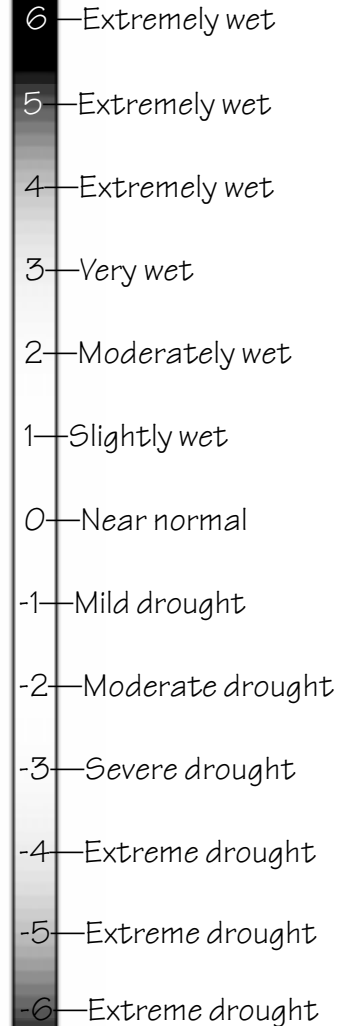 6 Extremely wet
5 Extremely wet
4 Extremely wet
3 Very wet
2 Moderately wet
1 Slightly wet
0 Near normal
-1 Mild drought
-2 Moderate drought
-3 Severe drought
-4 Extreme drought
-5 Extreme drought
-6 Extreme drought